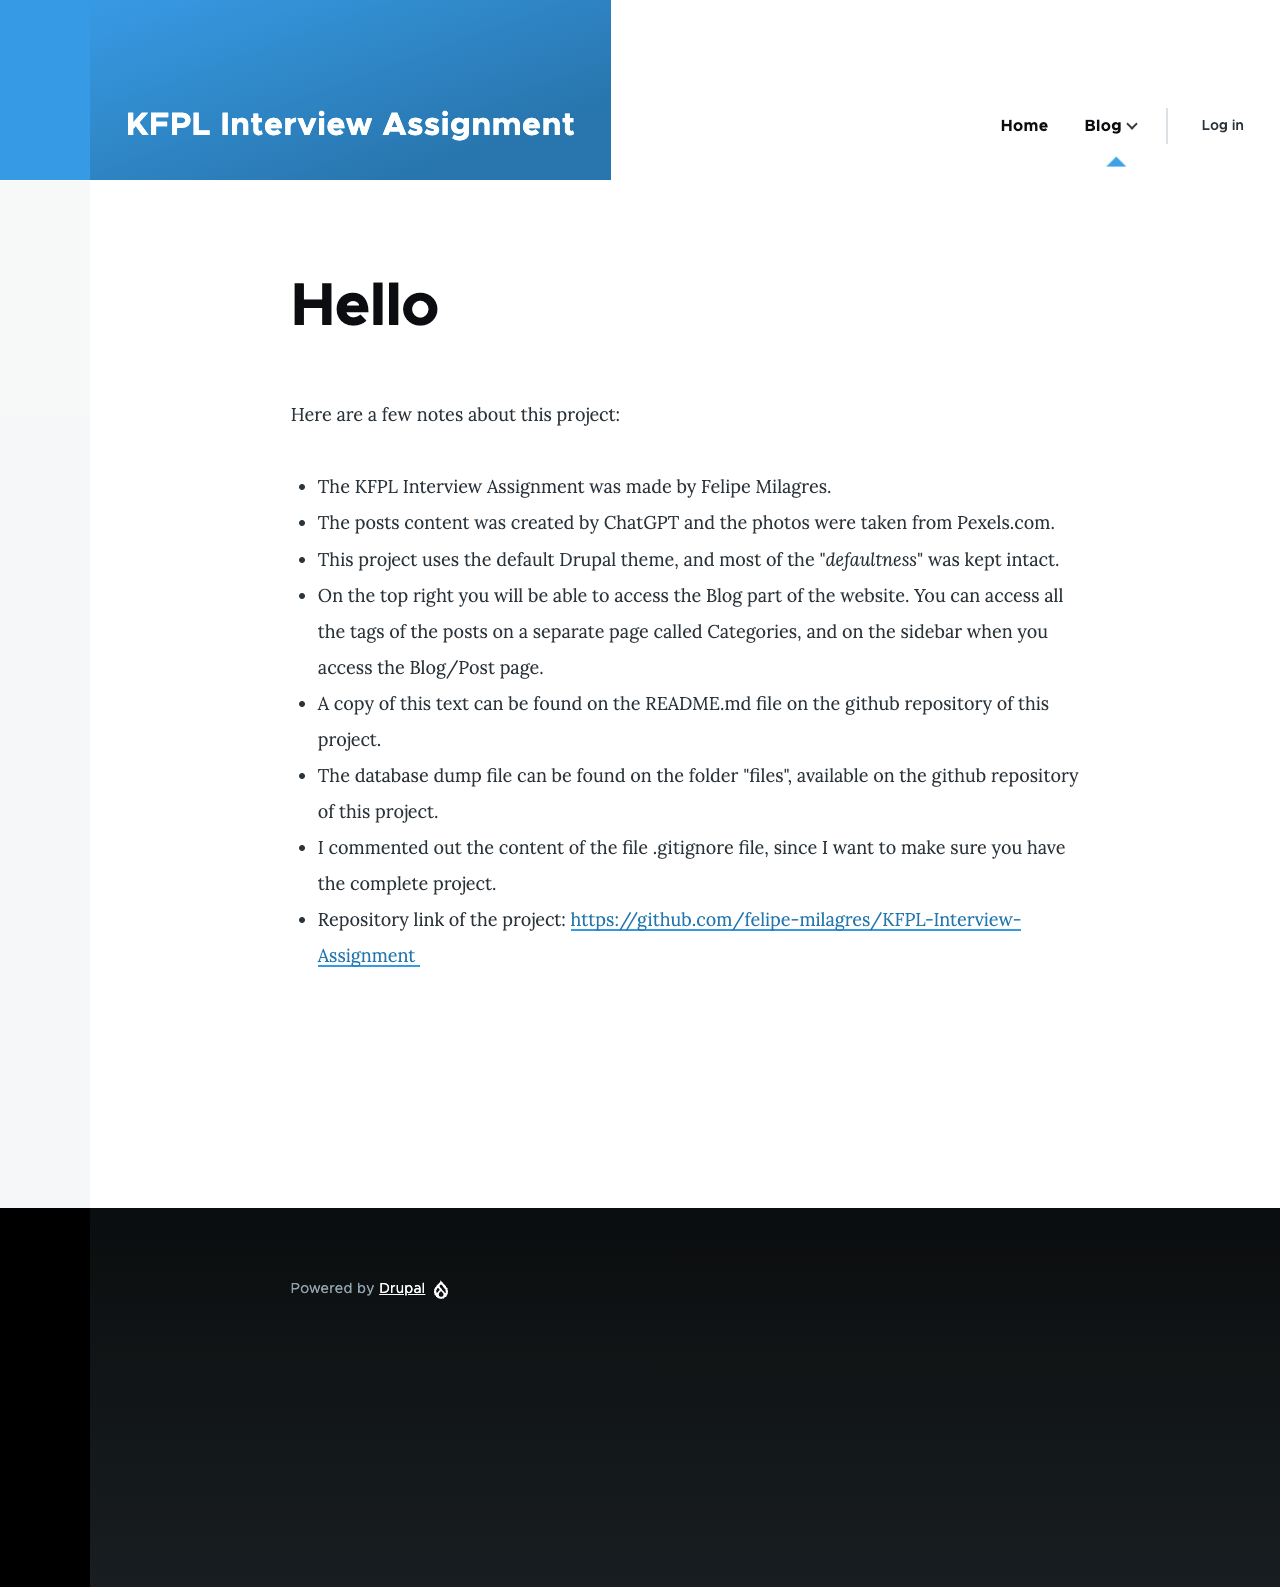 KFPL Interview Assignment
Home
Blog
Log in
Hello
Here are a few notes about this project:
• The KFPL Interview Assignment was made by Felipe Milagres.
• The posts content was created by ChatGPT and the photos were taken from Pexels.com.
• This project uses the default Drupal theme, and most of the "defaultness" was kept intact.
• On the top right you will be able to access the Blog part of the website. You can access all
the tags of the posts on a separate page called Categories, and on the sidebar when you
access the Blog/Post page.
• A copy of this text can be found on the README.md file on the github repository of this
project.
• The database dump file can be found on the folder "files", available on the github repository
of this project.
• I commented out the content of the file .gitignore file, since I want to make sure you have
the complete project.
• Repository link of the project: https://github.com/felipe-milagres/KFPL-Interview-
Assignment
Powered by Drupal